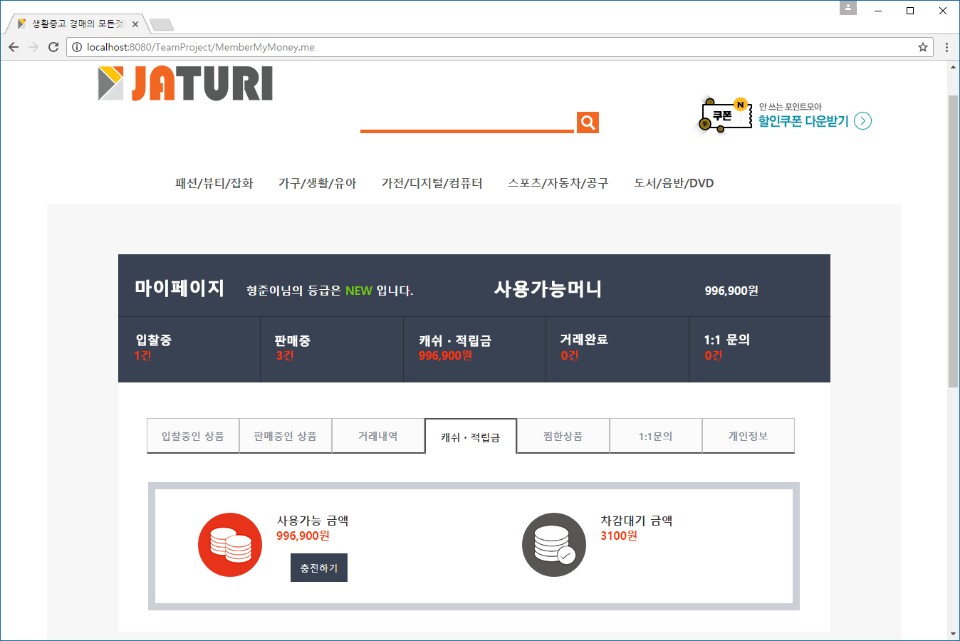 생활중고 경매의 모든것
localhost:8080/TeamProject/MemberMyMoney.me
JATURI
쿠폰 N
안 쓰는 포인트모아
할인쿠폰 다운받기
패션/뷰티/잡화 가구/생활/유아 가전/디지털/컴퓨터 스포츠/자동차/공구 도서/음반/DVD
마이페이지 형준이님의 등급은 NEW 입니다. 사용가능머니 996,900원
입찰중 판매중 캐쉬・적립금 거래완료 1:1 문의
1건 3건 996,900원 0건 0건
입찰중인 상품 판매중인 상품 거래내역 캐쉬・적립금 찜한상품 1:1문의 개인정보
사용가능 금액 차감대기 금액
996,900원 3100원
충전하기